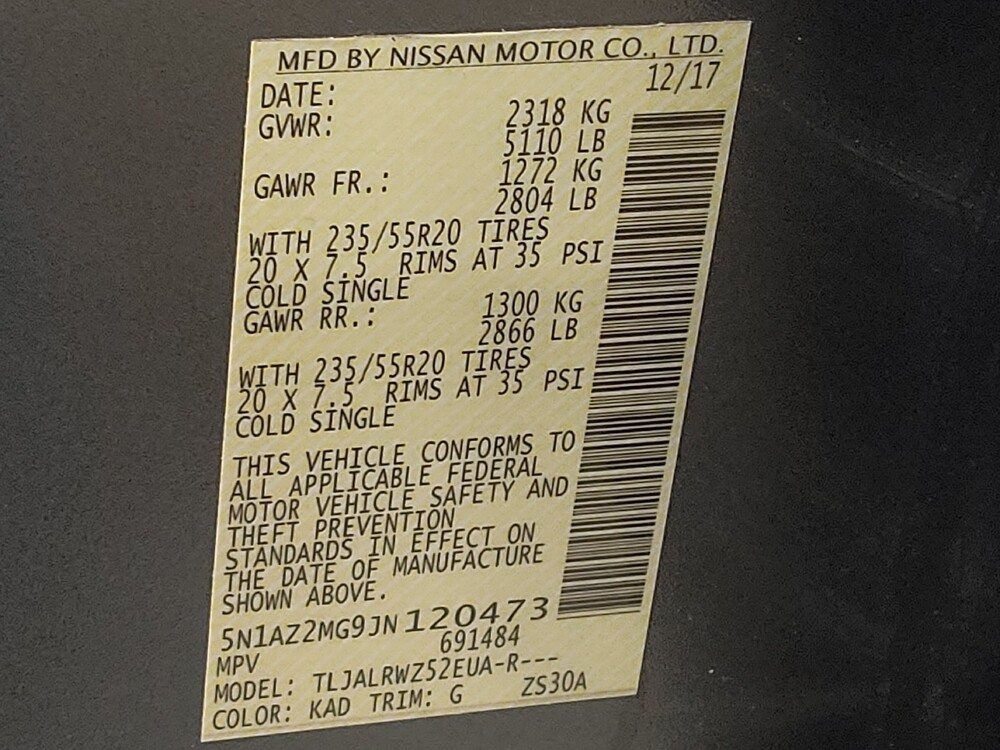 MFD BY NISSAN MOTOR CO., LTD.
DATE: 12/17
GVWR: 2318 KG
5110 LB
GAWR FR.: 1272 KG
2804 LB
WITH 235/55R20 TIRES
20 X 7.5 RIMS AT 35 PSI
COLD SINGLE
GAWR RR.: 1300 KG
2866 LB
WITH 235/55R20 TIRES
20 X 7.5 RIMS AT 35 PSI
COLD SINGLE
THIS VEHICLE CONFORMS TO
ALL APPLICABLE FEDERAL
MOTOR VEHICLE SAFETY AND
THEFT PREVENTION
STANDARDS IN EFFECT ON
THE DATE OF MANUFACTURE
SHOWN ABOVE.
5N1AZ2MG9JN120473
MPV 691484
MODEL: TLJALRWZ52EUA-R---
COLOR: KAD TRIM: G ZS30A